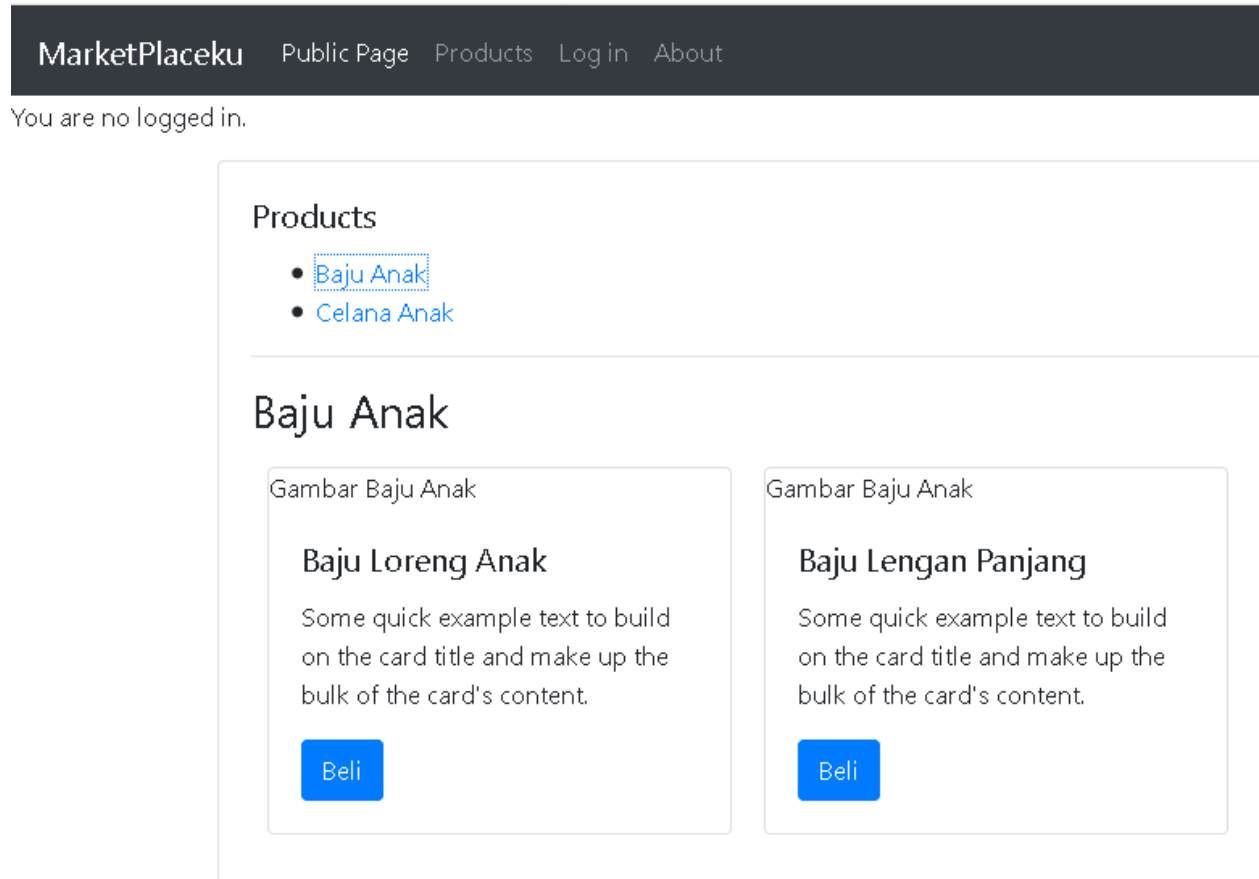 MarketPlaceku Public Page Products Log in About
You are no logged in.
Products
Baju Anak
Celana Anak
Baju Anak
Gambar Baju Anak
Baju Loreng Anak
Some quick example text to build
on the card title and make up the
bulk of the card's content.
Beli
Gambar Baju Anak
Baju Lengan Panjang
Some quick example text to build
on the card title and make up the
bulk of the card's content.
Beli